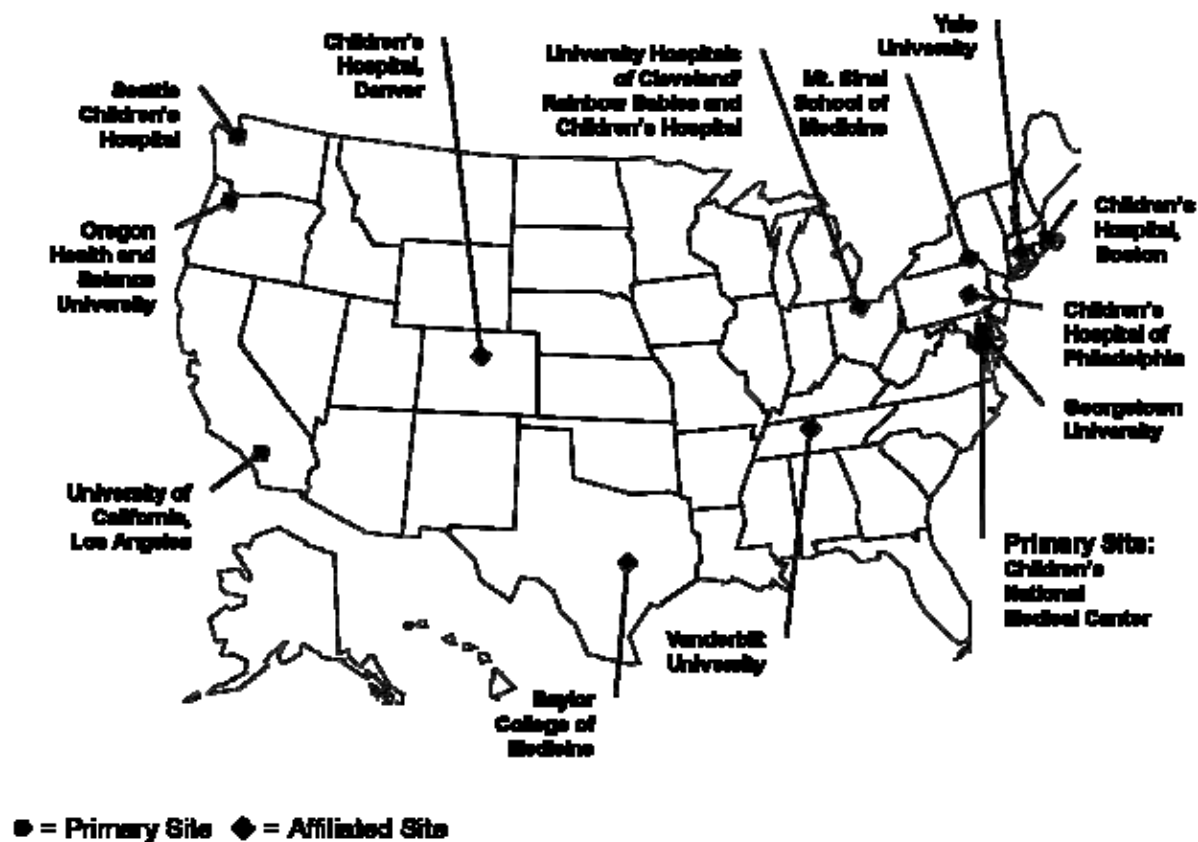 Children's
Hospital,
Denver
University Hospitals
of Cleveland/
Rainbow Babies and
Children's Hospital
Yale
University
Mt. Sinai
School of
Medicine
Seattle
Children's
Hospital
Children's
Hospital,
Boston
Oregon
Health and
Science
University
Children's
Hospital of
Philadelphia
Georgetown
University
University of
California,
Los Angeles
Primary Site:
Children's
National
Medical Center
Vanderbilt
University
Baylor
College of
Medicine
● = Primary Site ◆ = Affiliated Site